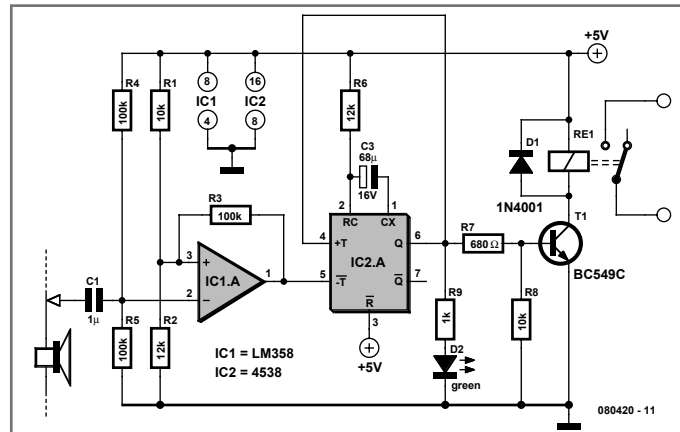 +5V
R4
100k
R1
10k
8
16
IC1
IC2
4
8
R6
12k
C3
68µ
16V
D1
1N4001
RE1
T1
BC549C
R3
100k
2
1
RC
CX
3
+
IC1.A
1
2
–
4
+T
Q
6
IC2.A
5
-T
Q
7
R
3
+5V
R7
680 Ω
C1
1µ
R5
100k
R2
12k
IC1 = LM358
IC2 = 4538
R9
1k
D2
green
R8
10k
080420 - 11